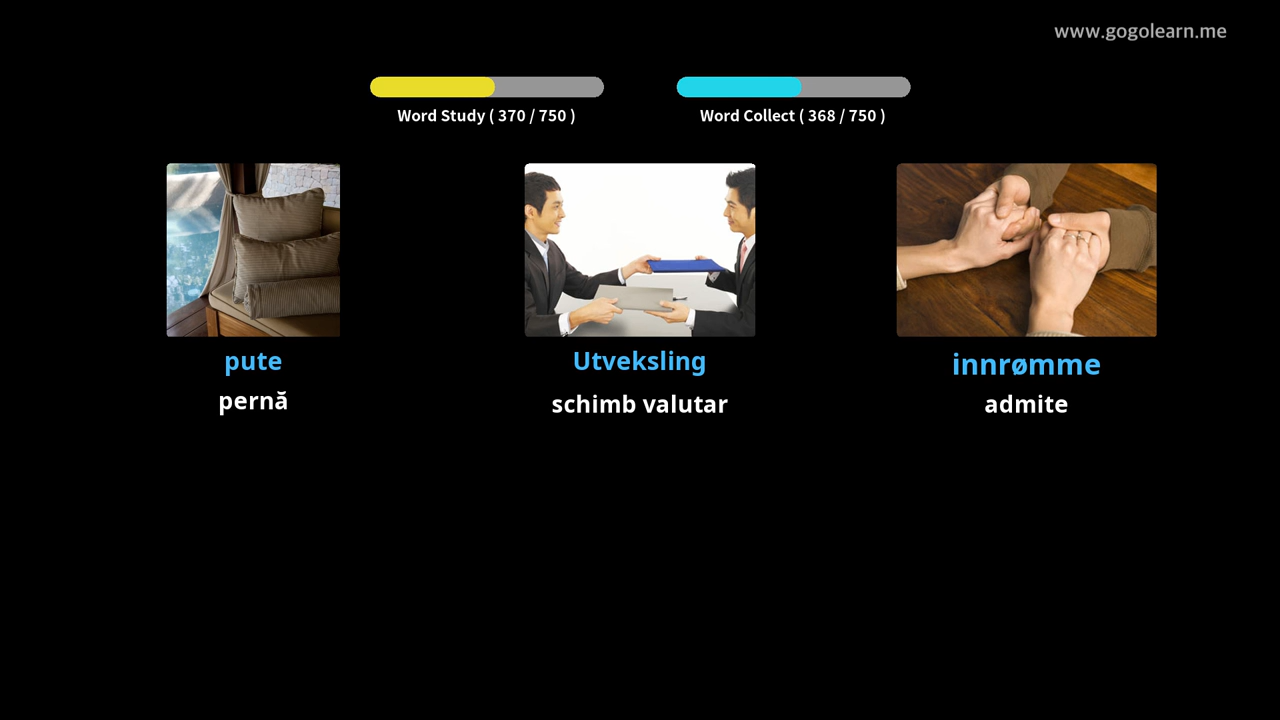 www.gogolearn.me
Word Study ( 370 / 750 )
Word Collect ( 368 / 750 )
pute
pernă
Utveksling
schimb valutar
innrømme
admite